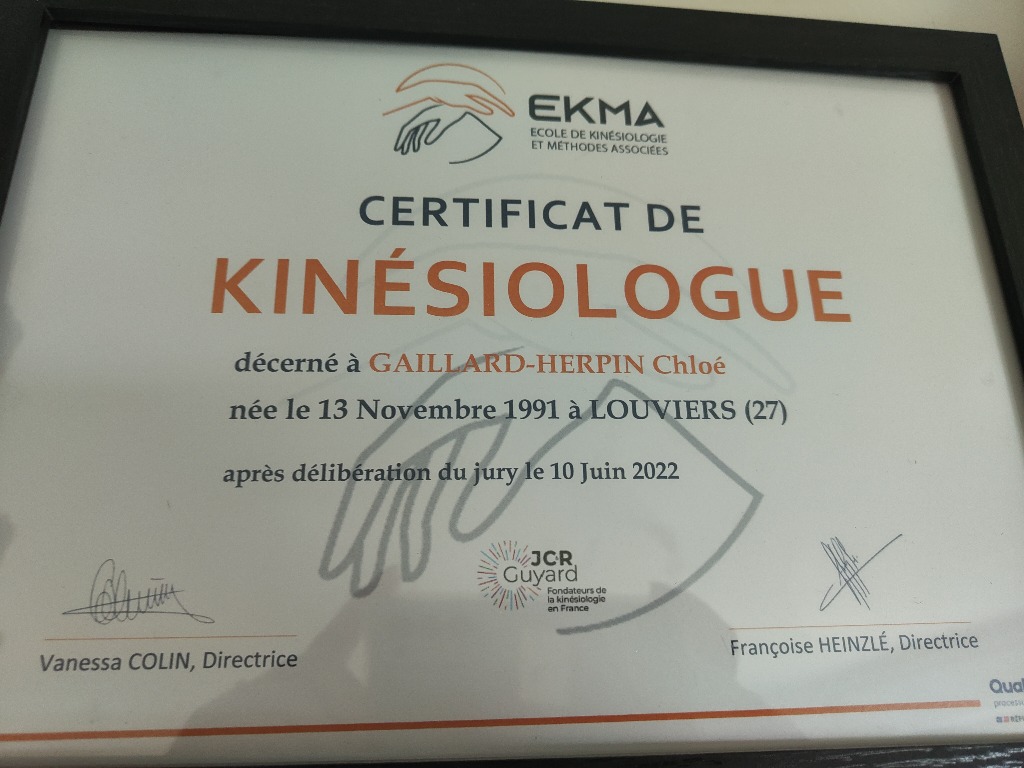 EKMA
ECOLE DE KINÉSIOLOGIE
ET MÉTHODES ASSOCIÉES
CERTIFICAT DE
KINÉSIOLOGUE
décerné à GAILLARD-HERPIN Chloé
née le 13 Novembre 1991 à LOUVIERS (27)
après délibération du jury le 10 Juin 2022
JC&R
Guyard
Fondateurs de
la kinésiologie
en France
Vanessa COLIN, Directrice
Françoise HEINZLÉ, Directrice
Qual